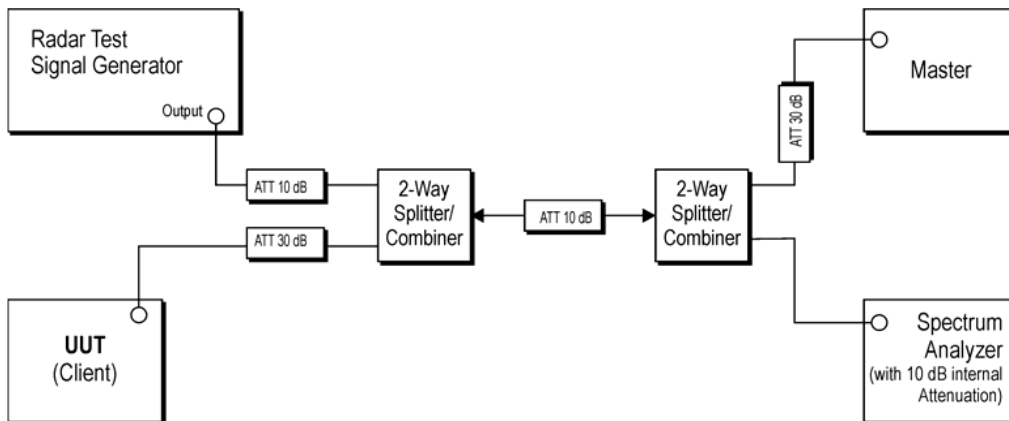 Radar Test
Signal Generator
Output
ATT 10 dB
ATT 30 dB
2-Way
Splitter/
Combiner
ATT 10 dB
2-Way
Splitter/
Combiner
ATT 30 dB
Master
UUT
(Client)
Spectrum
Analyzer
(with 10 dB internal
Attenuation)